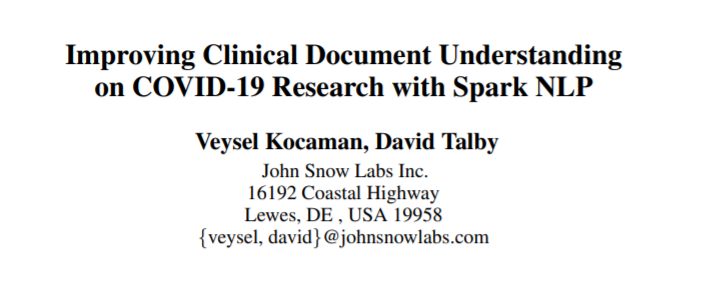 Improving Clinical Document Understanding
on COVID-19 Research with Spark NLP
Veysel Kocaman, David Talby
John Snow Labs Inc.
16192 Coastal Highway
Lewes, DE , USA 19958
{veysel, david}@johnsnowlabs.com